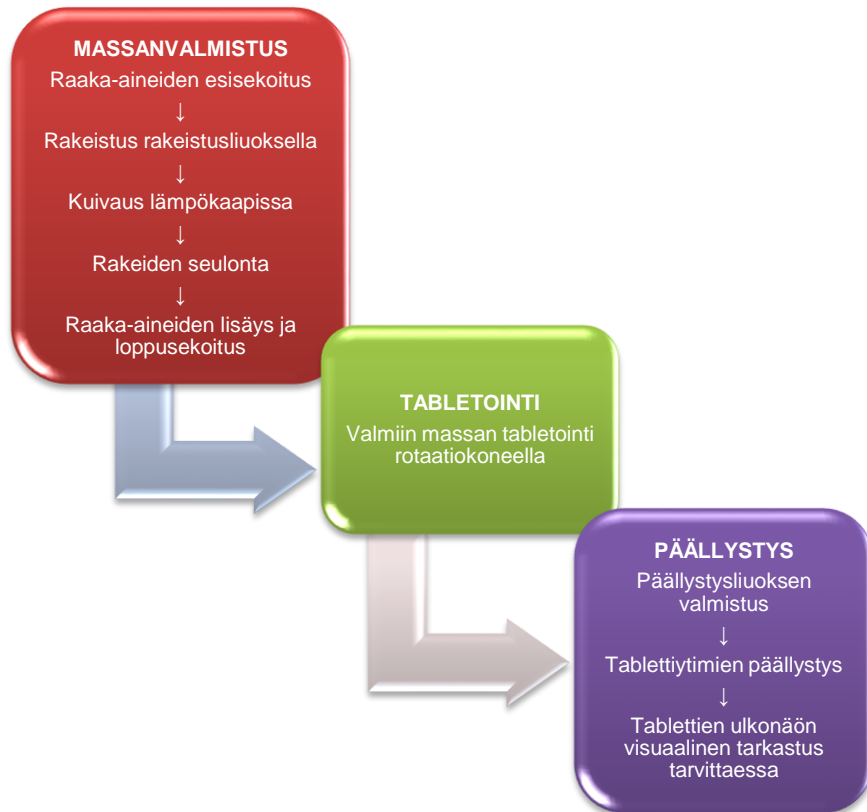 MASSANVALMISTUS
Raaka-aineiden esisekoitus
↓
Rakeistus rakeistusliuoksella
↓
Kuivaus lämpökaapissa
↓
Rakeiden seulonta
↓
Raaka-aineiden lisäys ja
loppusekoitus
TABLETOINTI
Valmiin massan tabletointi
rotaatiokoneella
PÄÄLLYSTYS
Päällystysliuoksen
valmistus
↓
Tablettiytimien päällystys
↓
Tablettien ulkonäön
visuaalinen tarkastus
tarvittaessa